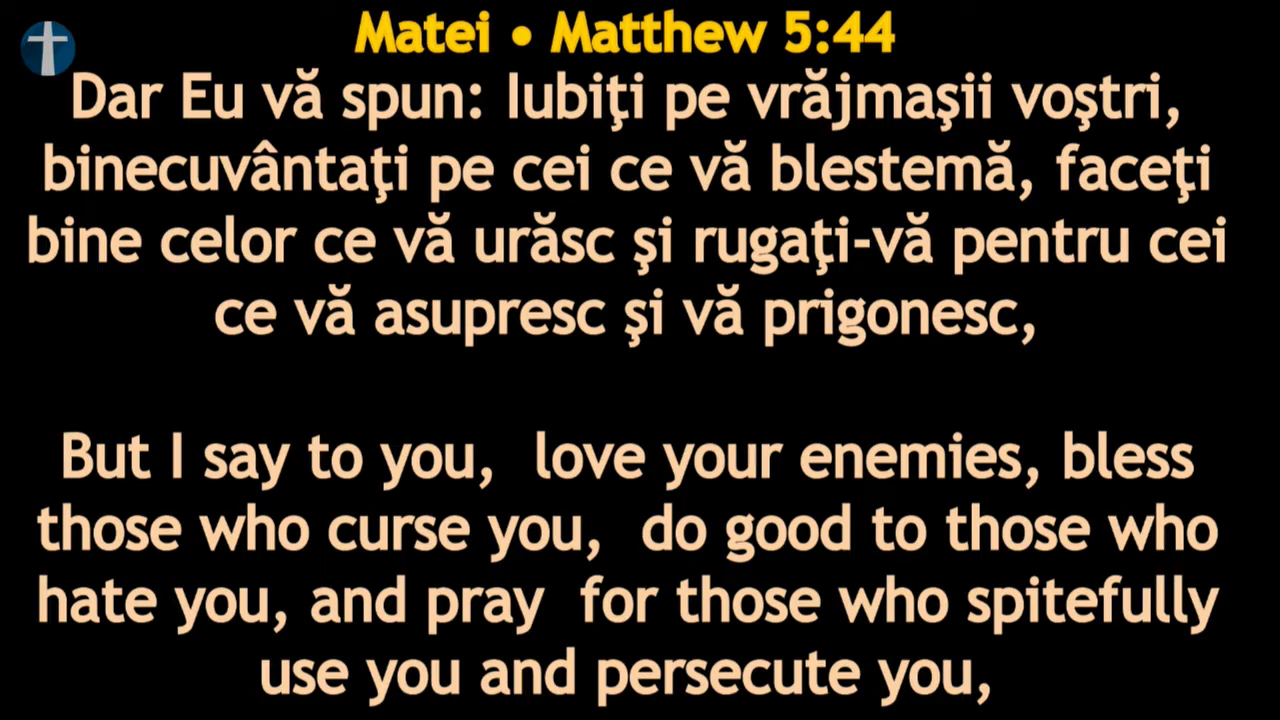 Matei • Matthew 5:44
Dar Eu vă spun: Iubiţi pe vrăjmaşii voştri,
binecuvântaţi pe cei ce vă blestemă, faceţi
bine celor ce vă urăsc şi rugaţi-vă pentru cei
ce vă asupresc şi vă prigonesc,
But I say to you, love your enemies, bless
those who curse you, do good to those who
hate you, and pray for those who spitefully
use you and persecute you,